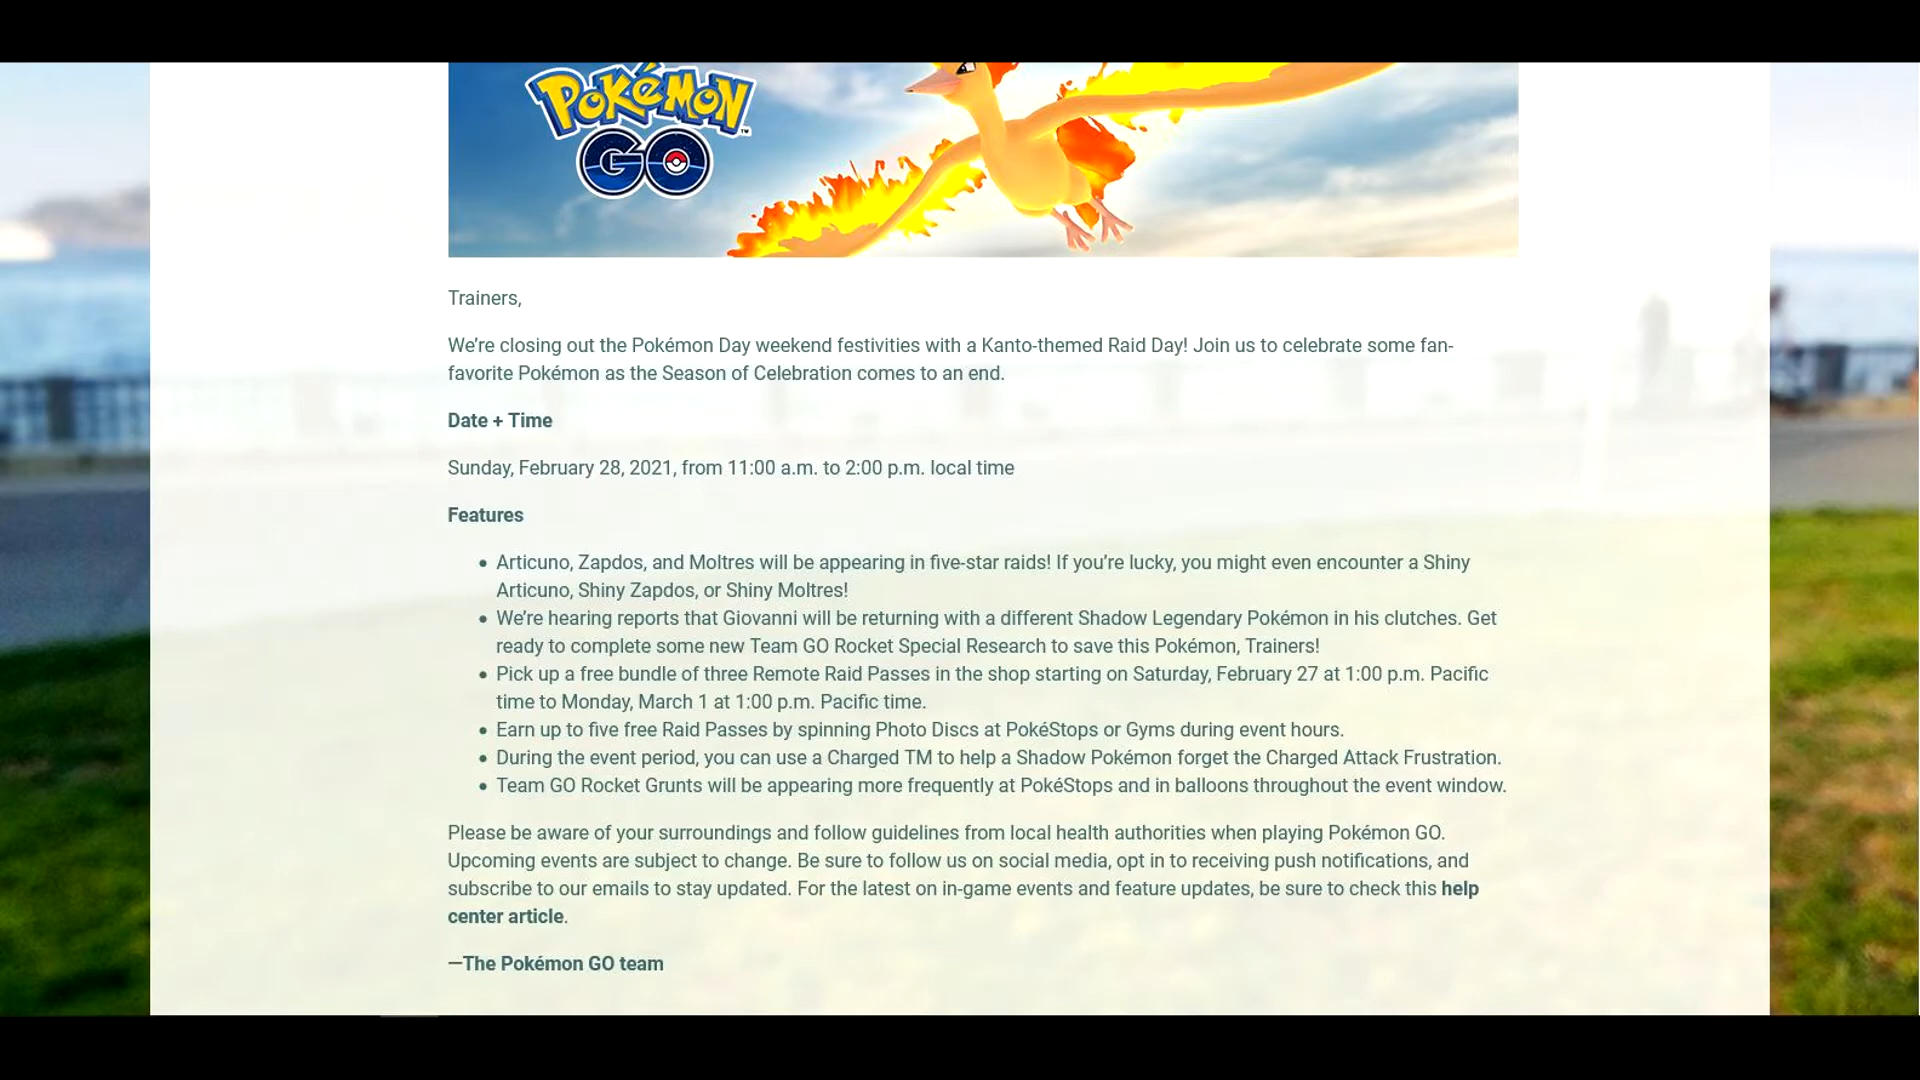 POKéMON
GO
Trainers,
We’re closing out the Pokémon Day weekend festivities with a Kanto-themed Raid Day! Join us to celebrate some fan-
favorite Pokémon as the Season of Celebration comes to an end.
Date + Time
Sunday, February 28, 2021, from 11:00 a.m. to 2:00 p.m. local time
Features
• Articuno, Zapdos, and Moltres will be appearing in five-star raids! If you’re lucky, you might even encounter a Shiny
Articuno, Shiny Zapdos, or Shiny Moltres!
• We’re hearing reports that Giovanni will be returning with a different Shadow Legendary Pokémon in his clutches. Get
ready to complete some new Team GO Rocket Special Research to save this Pokémon, Trainers!
• Pick up a free bundle of three Remote Raid Passes in the shop starting on Saturday, February 27 at 1:00 p.m. Pacific
time to Monday, March 1 at 1:00 p.m. Pacific time.
• Earn up to five free Raid Passes by spinning Photo Discs at PokéStops or Gyms during event hours.
• During the event period, you can use a Charged TM to help a Shadow Pokémon forget the Charged Attack Frustration.
• Team GO Rocket Grunts will be appearing more frequently at PokéStops and in balloons throughout the event window.
Please be aware of your surroundings and follow guidelines from local health authorities when playing Pokémon GO.
Upcoming events are subject to change. Be sure to follow us on social media, opt in to receiving push notifications, and
subscribe to our emails to stay updated. For the latest on in-game events and feature updates, be sure to check this help
center article.
—The Pokémon GO team